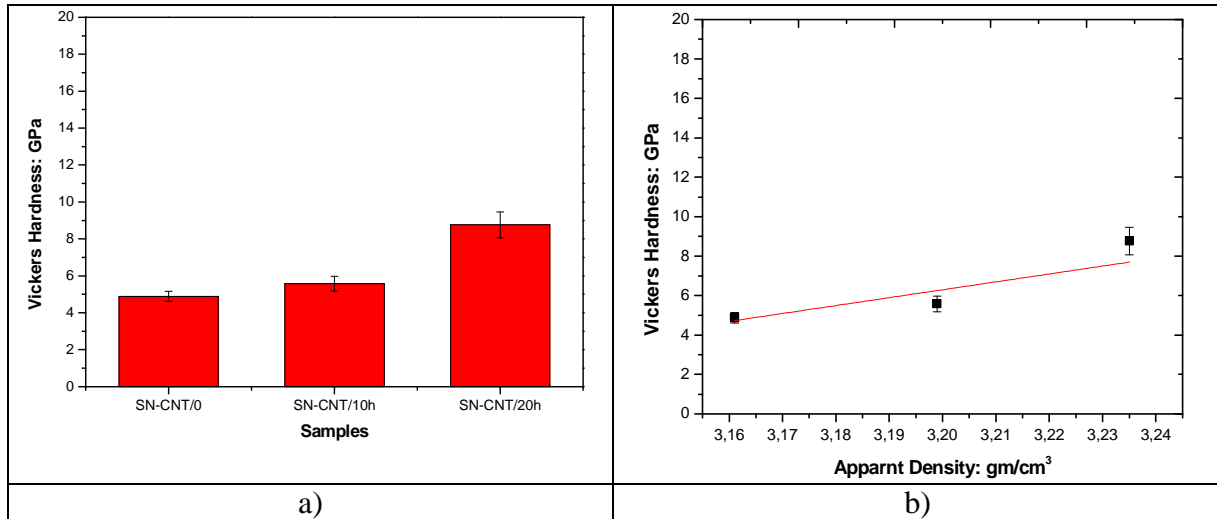 20
18
16
14
12
10
8
6
4
2
0
Vickers Hardness: GPa
SN-CNT/0 SN-CNT/10h SN-CNT/20h
Samples
a)
20
18
16
14
12
10
8
6
4
2
0
Vickers Hardness: GPa
3,16 3,17 3,18 3,19 3,20 3,21 3,22 3,23 3,24
Apparnt Density: gm/cm³
b)